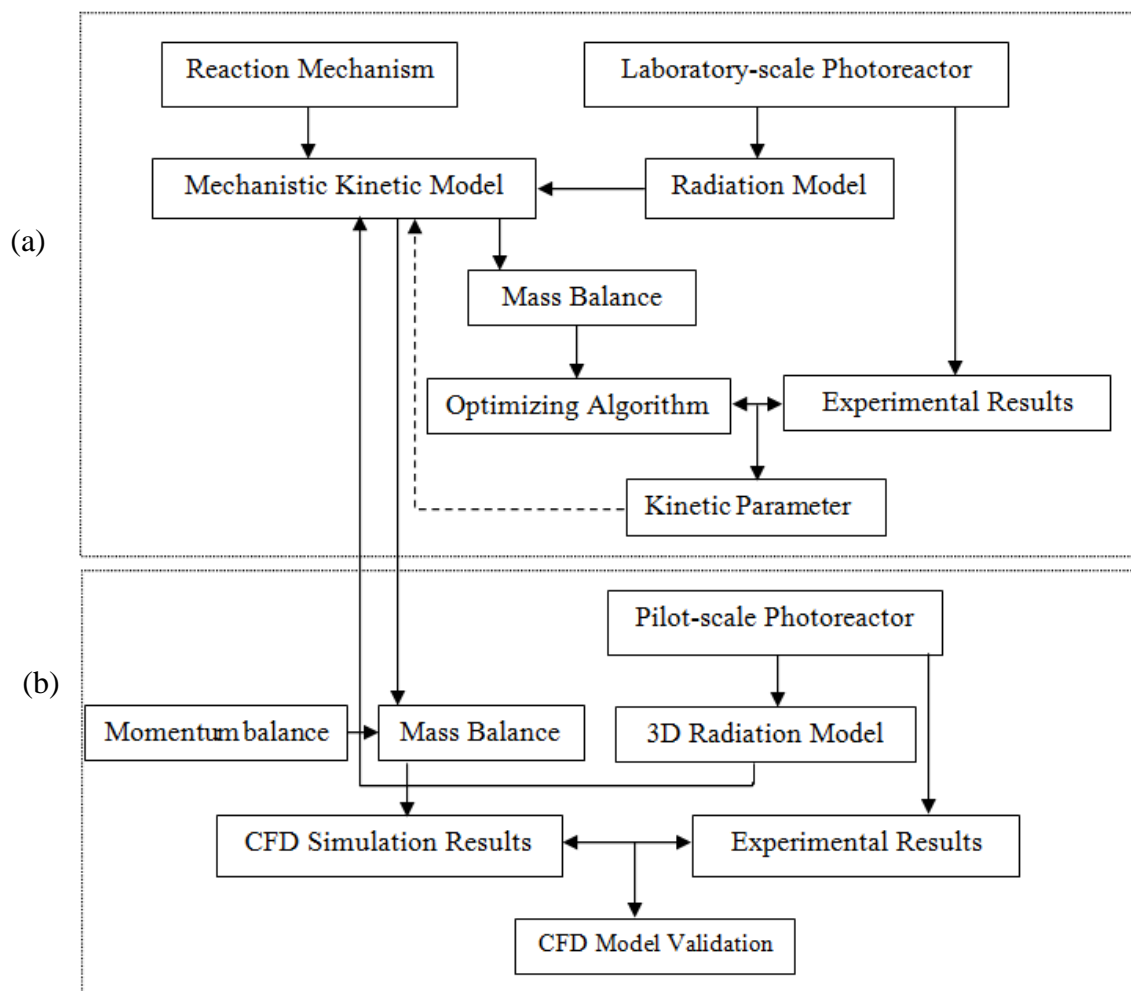 Reaction Mechanism
Laboratory-scale Photoreactor
Mechanistic Kinetic Model
Radiation Model
(a)
Mass Balance
Optimizing Algorithm
Experimental Results
Kinetic Parameter
Pilot-scale Photoreactor
(b)
Momentum balance
Mass Balance
3D Radiation Model
CFD Simulation Results
Experimental Results
CFD Model Validation